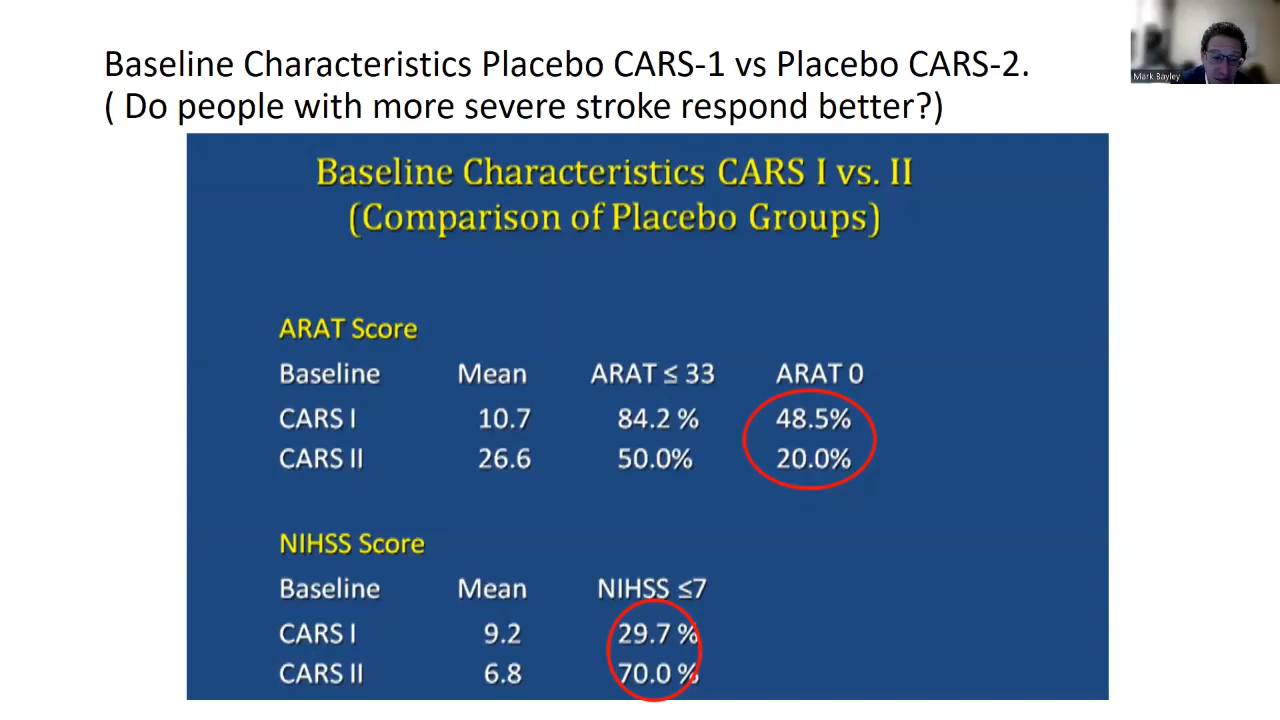 Baseline Characteristics Placebo CARS-1 vs Placebo CARS-2.
( Do people with more severe stroke respond better?)
Mark Bayley
Baseline Characteristics CARS I vs. II
(Comparison of Placebo Groups)
ARAT Score
Baseline Mean ARAT ≤ 33 ARAT 0
CARS I 10.7 84.2 % 48.5%
CARS II 26.6 50.0% 20.0%
NIHSS Score
Baseline Mean NIHSS ≤7
CARS I 9.2 29.7 %
CARS II 6.8 70.0 %